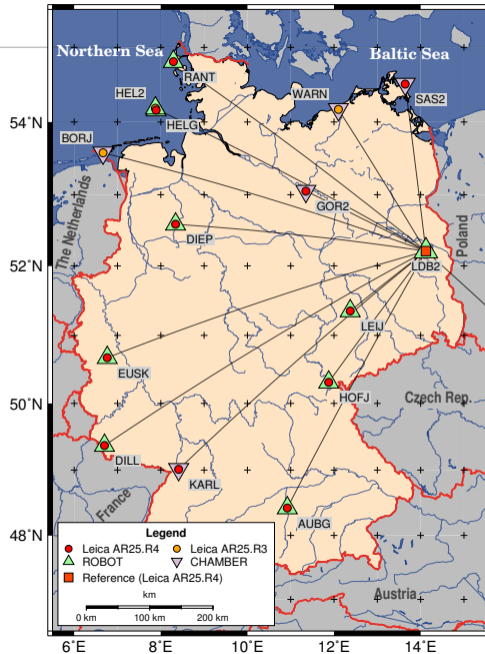 Northern Sea
Baltic Sea
RANT
HEL2
HELG
WARN
SAS2
54°N
BORJ
The Netherlands
GOR2
DIEP
Poland
52°N
LDB2
LEIJ
EUSK
HOFJ
Czech Rep.
50°N
DILL
KARL
France
AUBG
48°N
Legend
Leica AR25.R4
Leica AR25.R3
ROBOT
CHAMBER
Reference (Leica AR25.R4)
km
0 km
100 km
200 km
Austria
6°E
8°E
10°E
12°E
14°E